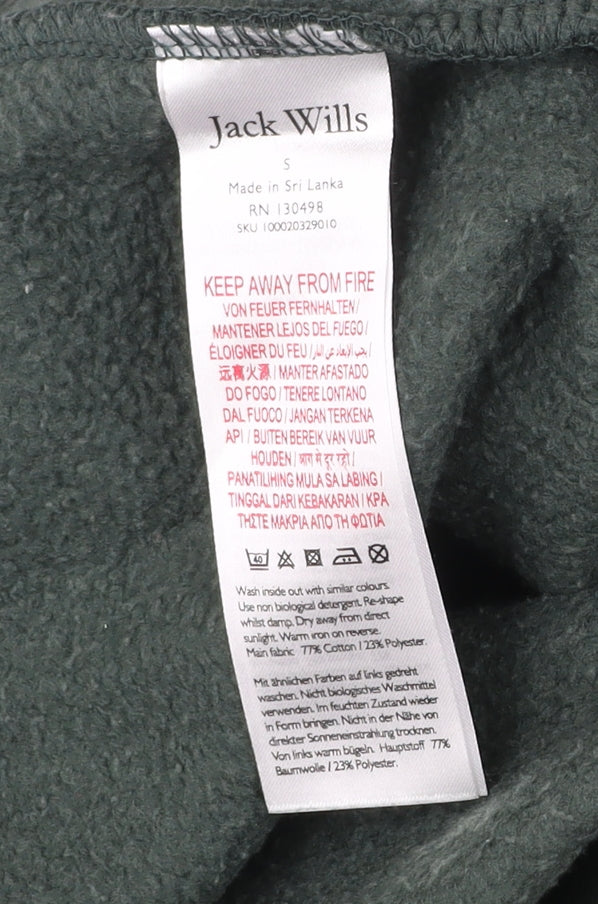 Jack Wills
S
Made in Sri Lanka
RN 130498
SKU 100020329010
KEEP AWAY FROM FIRE
VON FEUER FERNHALTEN/
MANTENER LEJOS DEL FUEGO/
ÉLOIGNER DU FEU / يجب الإبعاد عن النار /
远离火源 / MANTER AFASTADO
DO FOGO / TENERE LONTANO
DAL FUOCO / JANGAN TERKENA
API / BUITEN BEREIK VAN VUUR
HOUDEN / आग से दूर रहो /
PANATILIHING MULA SA LABING /
TINGGAL DARI KEBAKARAN / ΚΡΑ
ΤΗΣΤΕ ΜΑΚΡΙΑ ΑΠΟ ΤΗ ΦΩΤΙΑ
40
Wash inside out with similar colours.
Use non biological detergent. Re-shape
whilst damp. Dry away from direct
sunlight. Warm iron on reverse.
Main fabric 77% Cotton / 23% Polyester.
Mit ähnlichen Farben auf links gedreht
waschen. Nicht biologisches Waschmittel
verwenden. Im feuchten Zustand wieder
in Form bringen. Nicht in der Nähe von
direkter Sonneneinstrahlung trocknen.
Von links warm bügeln. Hauptstoff 77%
Baumwolle / 23% Polyester.